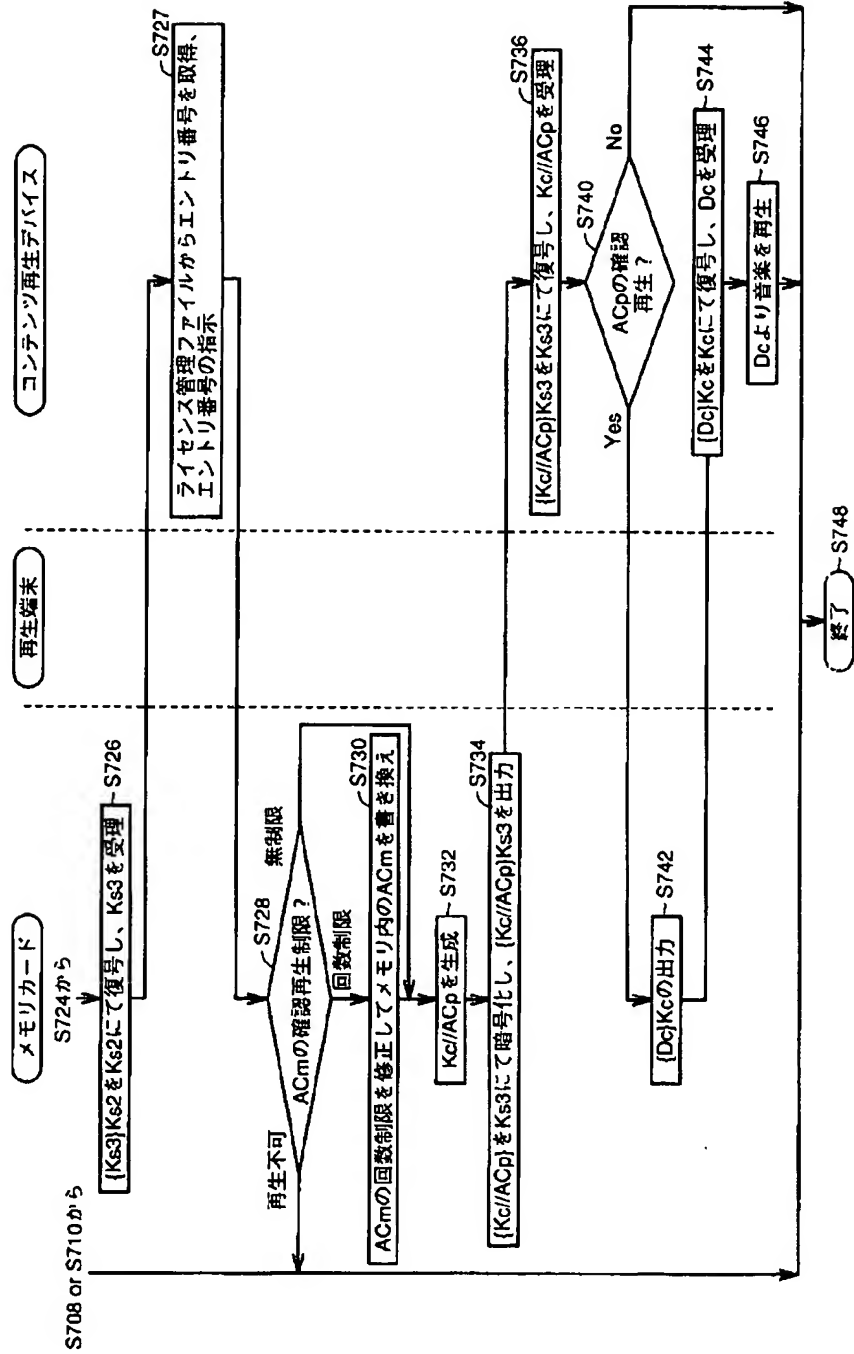 メモリカード
再生端末
コンテンツ再生デバイス
S708 or S710から
S724から
{Ks3}Ks2をKs2にて復号し、Ks3を受理
S726
S727
ライセンス管理ファイルからエントリ番号を取得、
エントリ番号の指示
S728
ACmの確認再生制限？
再生不可
無制限
回数制限
S730
ACmの回数制限を修正してメモリ内のACmを書き換え
Kc//ACpを生成
S732
S734
{Kc//ACp}をKs3にて暗号化し、{Kc//ACp}Ks3を出力
S736
{Kc//ACp}Ks3をKs3にて復号し、Kc//ACpを受理
S740
ACpの確認
再生？
Yes
No
S742
{Dc}Kcの出力
S744
{Dc}KcをKcにて復号し、Dcを受理
S746
Dcより音楽を再生
S748
終了